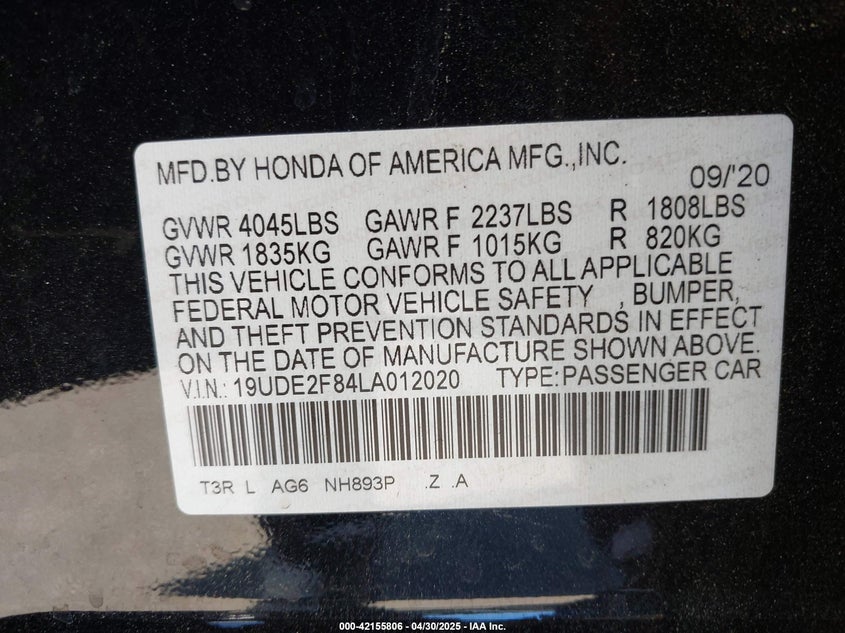 MFD.BY HONDA OF AMERICA MFG.,INC.
09/'20
GVWR 4045LBS GAWR F 2237LBS R 1808LBS
GVWR 1835KG GAWR F 1015KG R 820KG
THIS VEHICLE CONFORMS TO ALL APPLICABLE
FEDERAL MOTOR VEHICLE SAFETY , BUMPER,
AND THEFT PREVENTION STANDARDS IN EFFECT
ON THE DATE OF MANUFACTURE SHOWN ABOVE.
V.I.N.: 19UDE2F84LA012020 TYPE:PASSENGER CAR
T3R L AG6 NH893P .Z .A
000-42155806 - 04/30/2025 - IAA Inc.